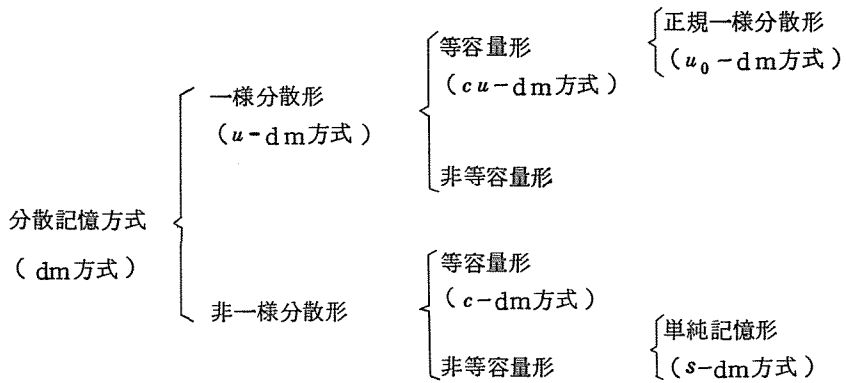 分散記憶方式
(dm方式)
一様分散形
(u-dm方式)
等容量形
(cu-dm方式)
正規一様分散形
(u₀-dm方式)
非等容量形
非一様分散形
等容量形
(c-dm方式)
非等容量形
単純記憶形
(s-dm方式)